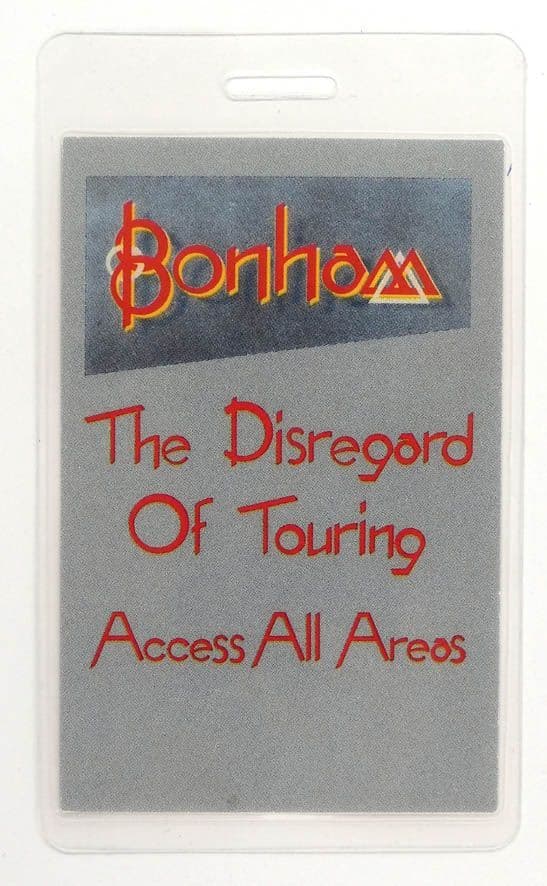 Bonham
The Disregard
Of Touring
Access All Areas